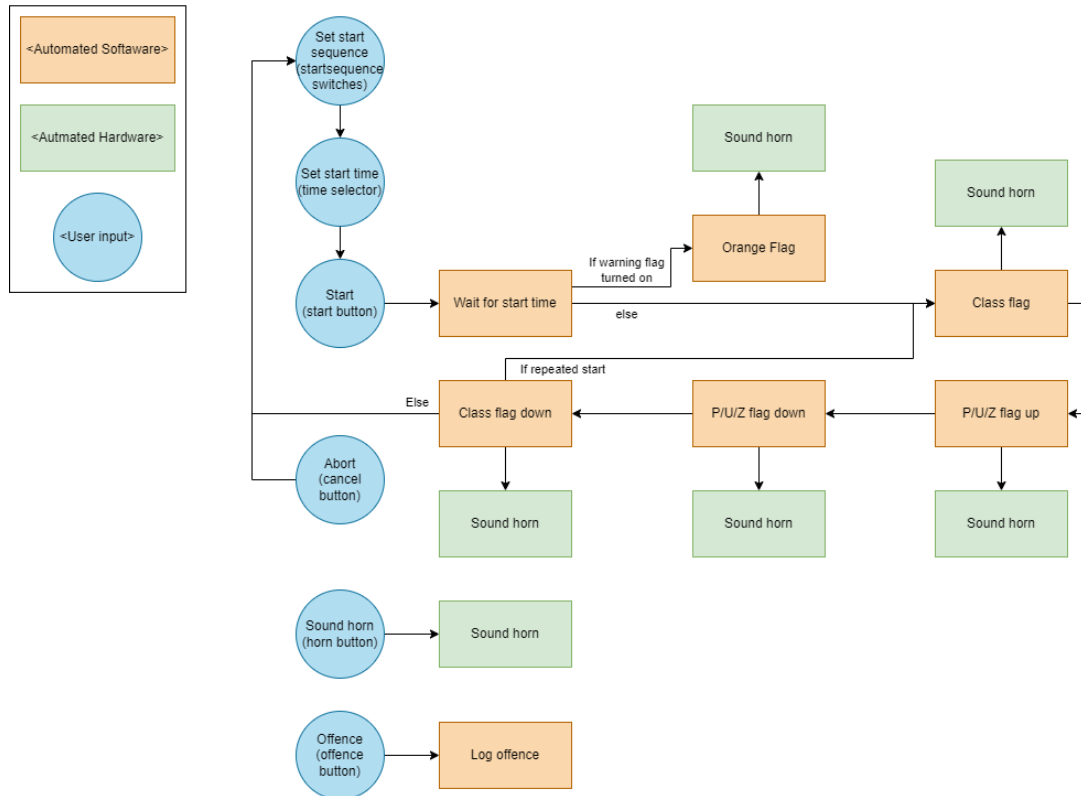 <Automated Softaware>
<Autmated Hardware>
<User input>
Set start
sequence
(startsequence
switches)
Set start time
(time selector)
Start
(start button)
Wait for start time
If warning flag
turned on
else
Orange Flag
Sound horn
Class flag
Sound horn
P/U/Z flag up
Sound horn
P/U/Z flag down
Sound horn
Class flag down
Sound horn
If repeated start
Else
Abort
(cancel
button)
Sound horn
(horn button)
Sound horn
Offence
(offence
button)
Log offence